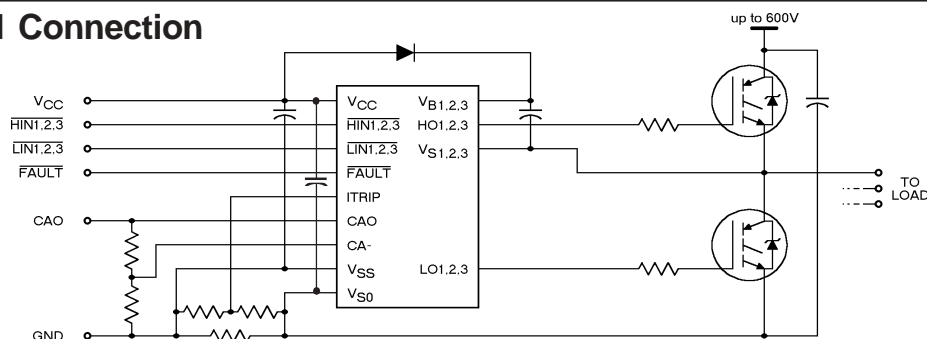 Connection
up to 600V
VCC
HIN1,2,3
LIN1,2,3
FAULT
CAO
GND
VCC
HIN1,2,3
LIN1,2,3
FAULT
ITRIP
CAO
CA-
VSS
VS0
VB1,2,3
HO1,2,3
VS1,2,3
LO1,2,3
TO
LOAD